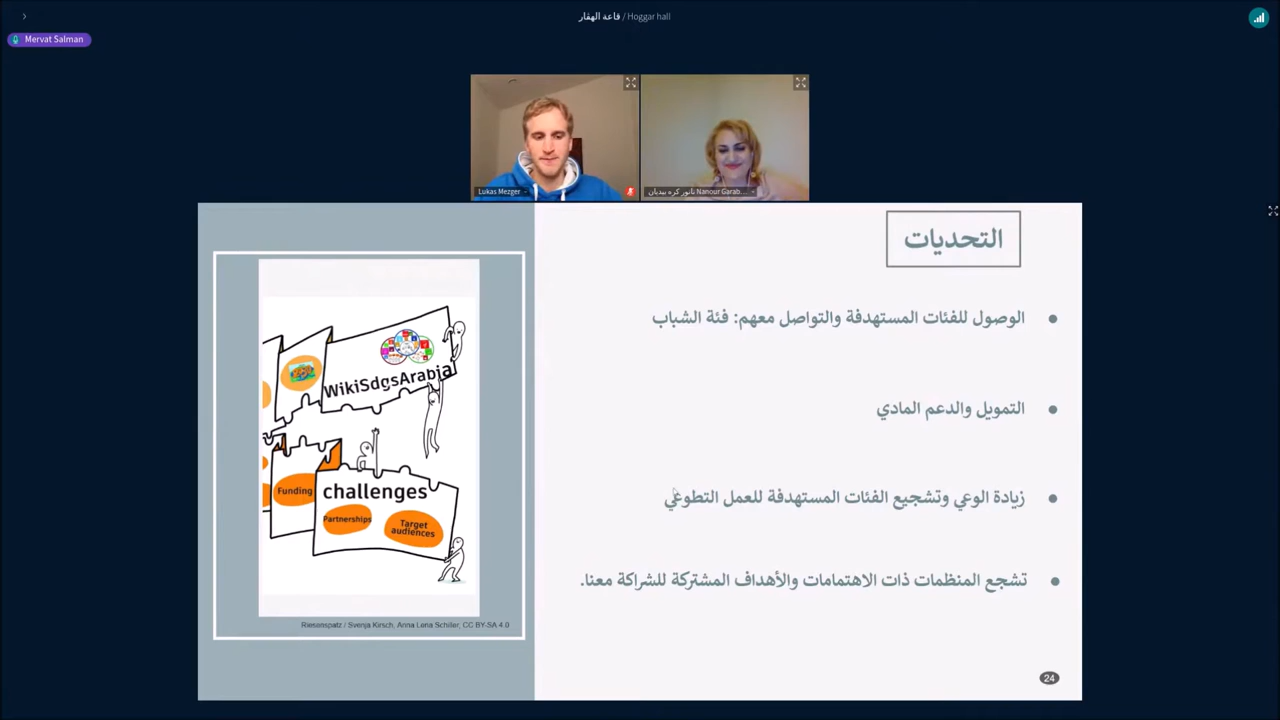 قاعة الهقار / Hoggar hall
Mervat Salman
Lukas Mezger
نانور كره بيديان Nanour Garab...
التحديات
الوصول للفئات المستهدفة والتواصل معهم: فئة الشباب
التمويل والدعم المادي
زيادة الوعي وتشجيع الفئات المستهدفة للعمل التطوعي
تشجع المنظمات ذات الاهتمامات والأهداف المشتركة للشراكة معنا.
WikiSdgsArabia
Funding
challenges
Partnerships
Target
audiences
Riesenspatz / Svenja Kirsch, Anna Lena Schiller, CC BY-SA 4.0
24